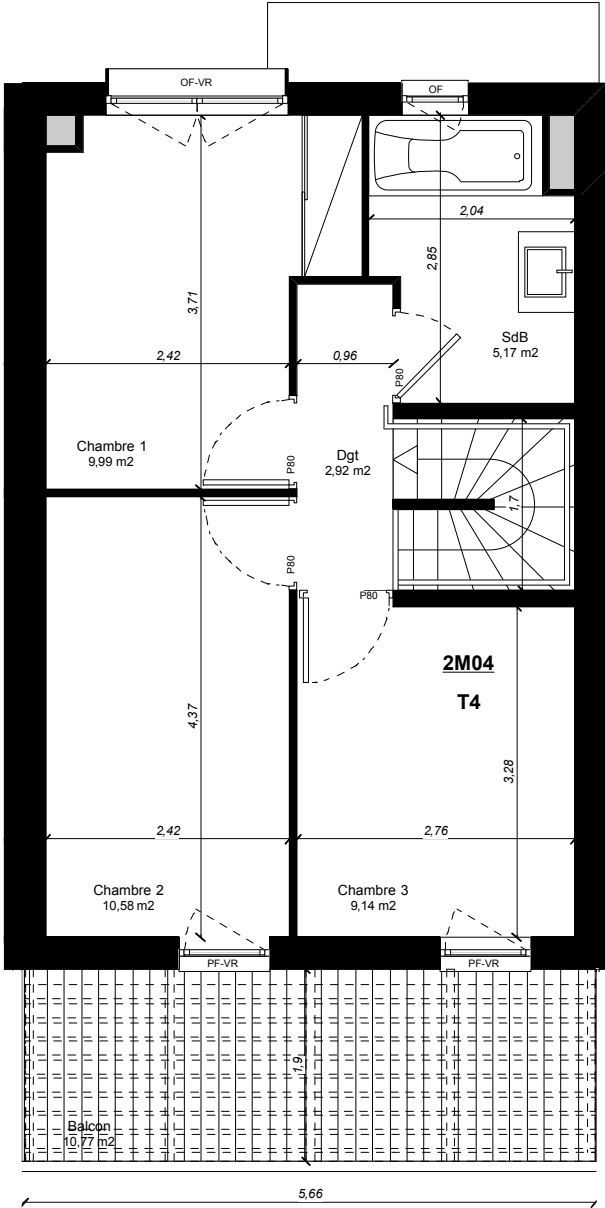 OF-VR
OF
2,04
2,85
3,71
SdB
5,17 m2
2,42
0,96
P80
Chambre 1
9,99 m2
Dgt
2,92 m2
P80
1,7
P80
P80
2M04
T4
4,37
3,28
2,42
2,76
Chambre 2
10,58 m2
Chambre 3
9,14 m2
PF-VR
PF-VR
1,9
Balcon
10,77 m2
5,66